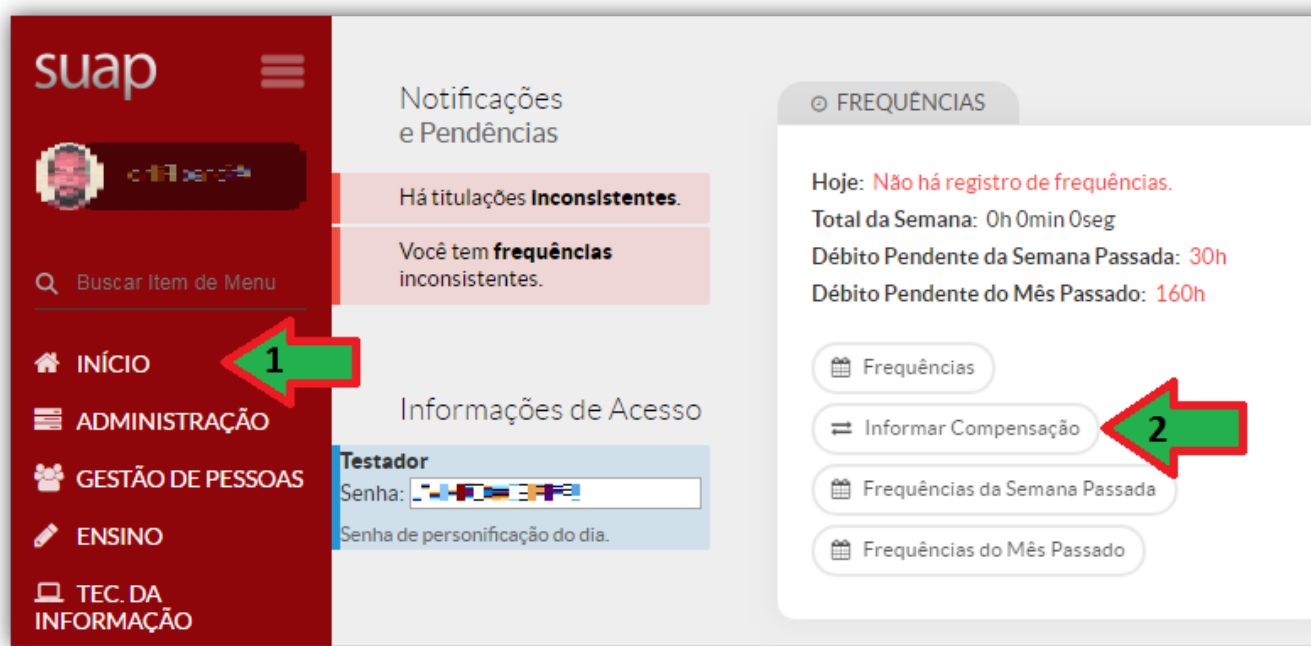 suap
Buscar Item de Menu
INÍCIO
1
ADMINISTRAÇÃO
GESTÃO DE PESSOAS
ENSINO
TEC. DA
INFORMAÇÃO
Notificações
e Pendências
Há titulações inconsistentes.
Você tem frequências
inconsistentes.
Informações de Acesso
Testador
Senha:
Senha de personificação do dia.
FREQUÊNCIAS
Hoje: Não há registro de frequências.
Total da Semana: 0h 0min 0seg
Débito Pendente da Semana Passada: 30h
Débito Pendente do Mês Passado: 160h
Frequências
Informar Compensação
2
Frequências da Semana Passada
Frequências do Mês Passado